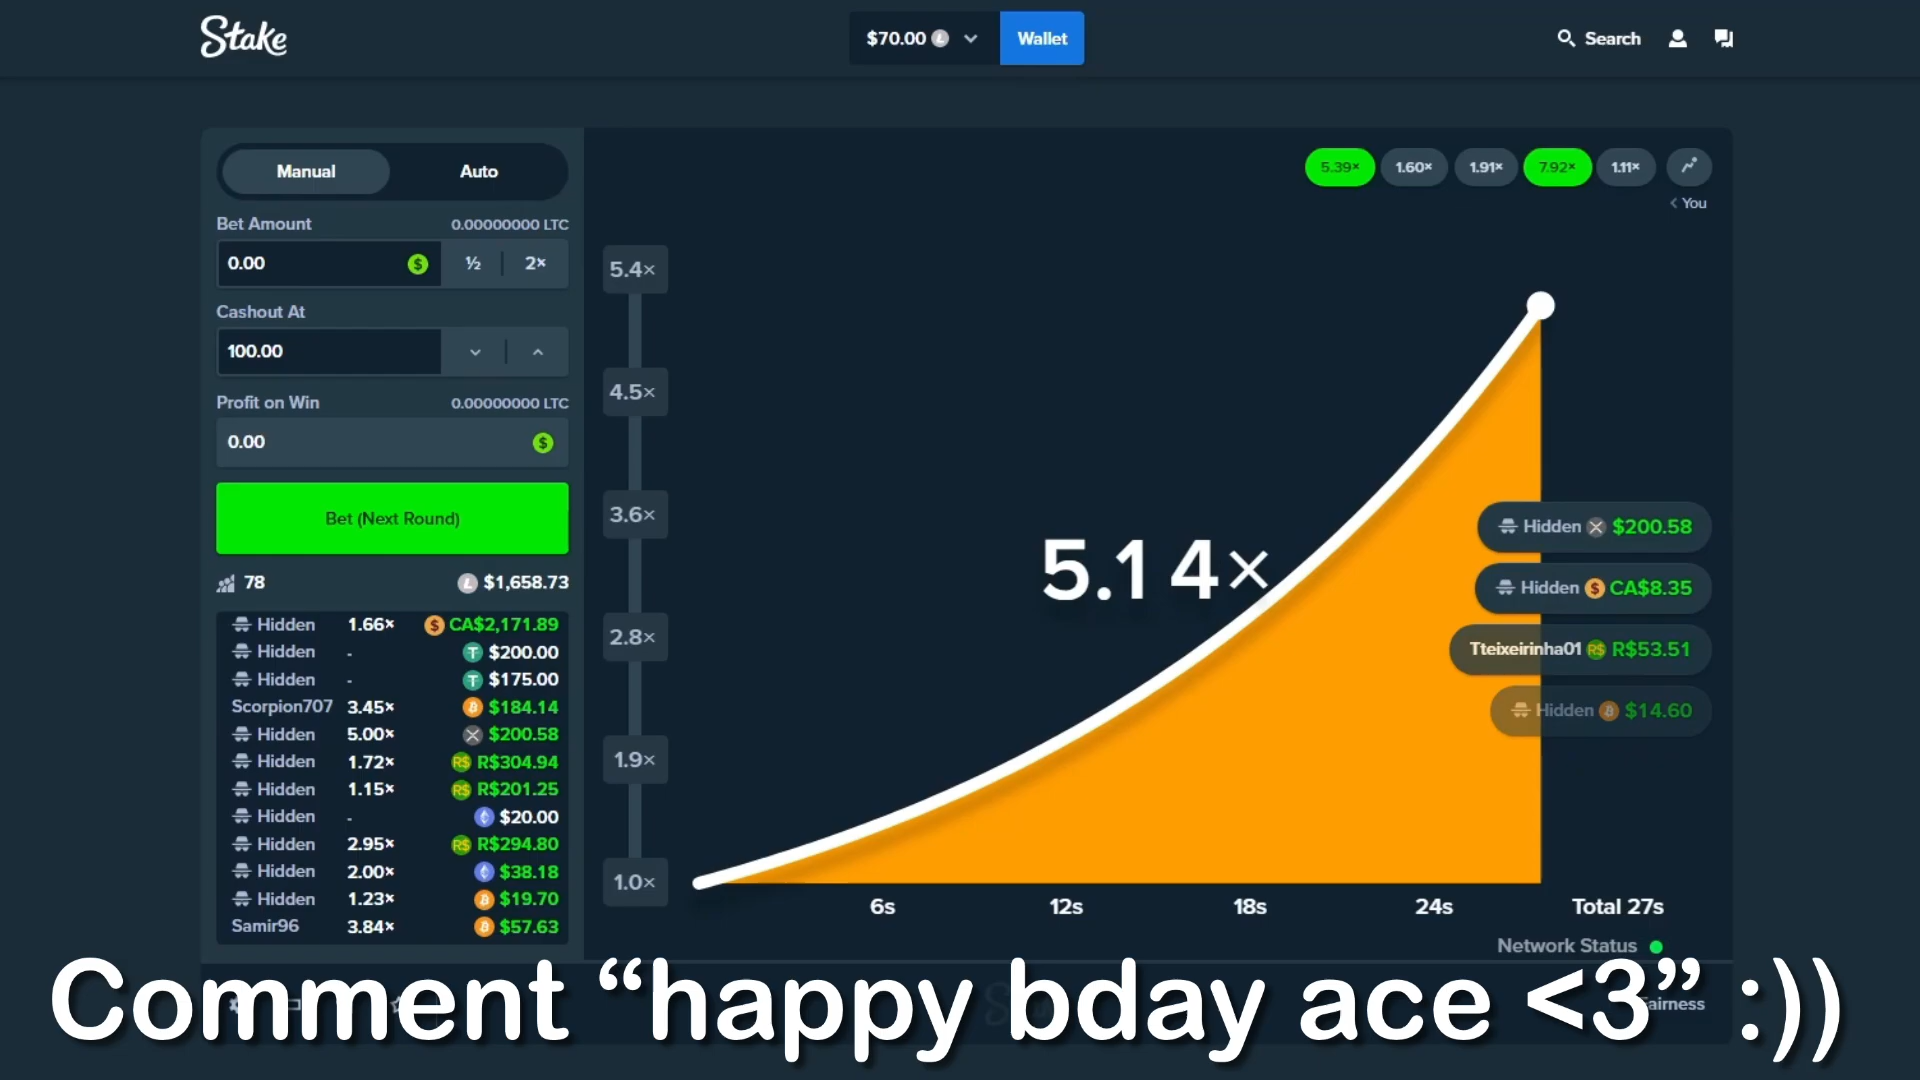 Stake
$70.00
Wallet
Search
Manual
Auto
5.39×
1.60×
1.91×
7.92×
1.11×
You
Bet Amount
0.00000000 LTC
0.00
½
2×
Cashout At
100.00
Profit on Win
0.00000000 LTC
0.00
Bet (Next Round)
78
$1,658.73
Hidden 1.66× CA$2,171.89
Hidden - $200.00
Hidden - $175.00
Scorpion707 3.45× $184.14
Hidden 5.00× $200.58
Hidden 1.72× R$304.94
Hidden 1.15× R$201.25
Hidden - $20.00
Hidden 2.95× R$294.80
Hidden 2.00× $38.18
Hidden 1.23× $19.70
Samir96 3.84× $57.63
5.4×
4.5×
3.6×
2.8×
1.9×
1.0×
5.14×
Hidden $200.58
Hidden CA$8.35
Tteixeirinha01 R$53.51
Hidden $14.60
6s
12s
18s
24s
Total 27s
Network Status
Comment “happy bday ace <3” :))
Fairness